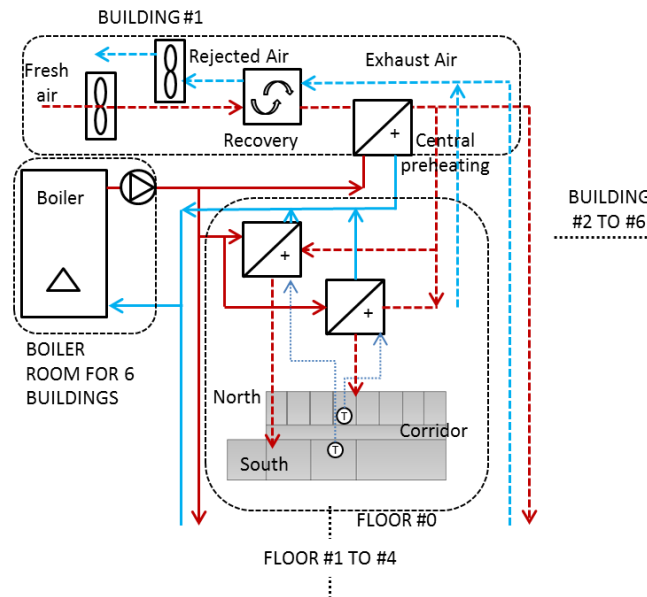 BUILDING #1
Rejected Air
Exhaust Air
Fresh
air
Recovery
+
Central
preheating
Boiler
BUILDING
#2 TO #6
+
+
BOILER
ROOM FOR 6
BUILDINGS
North
T
Corridor
T
South
FLOOR #0
FLOOR #1 TO #4